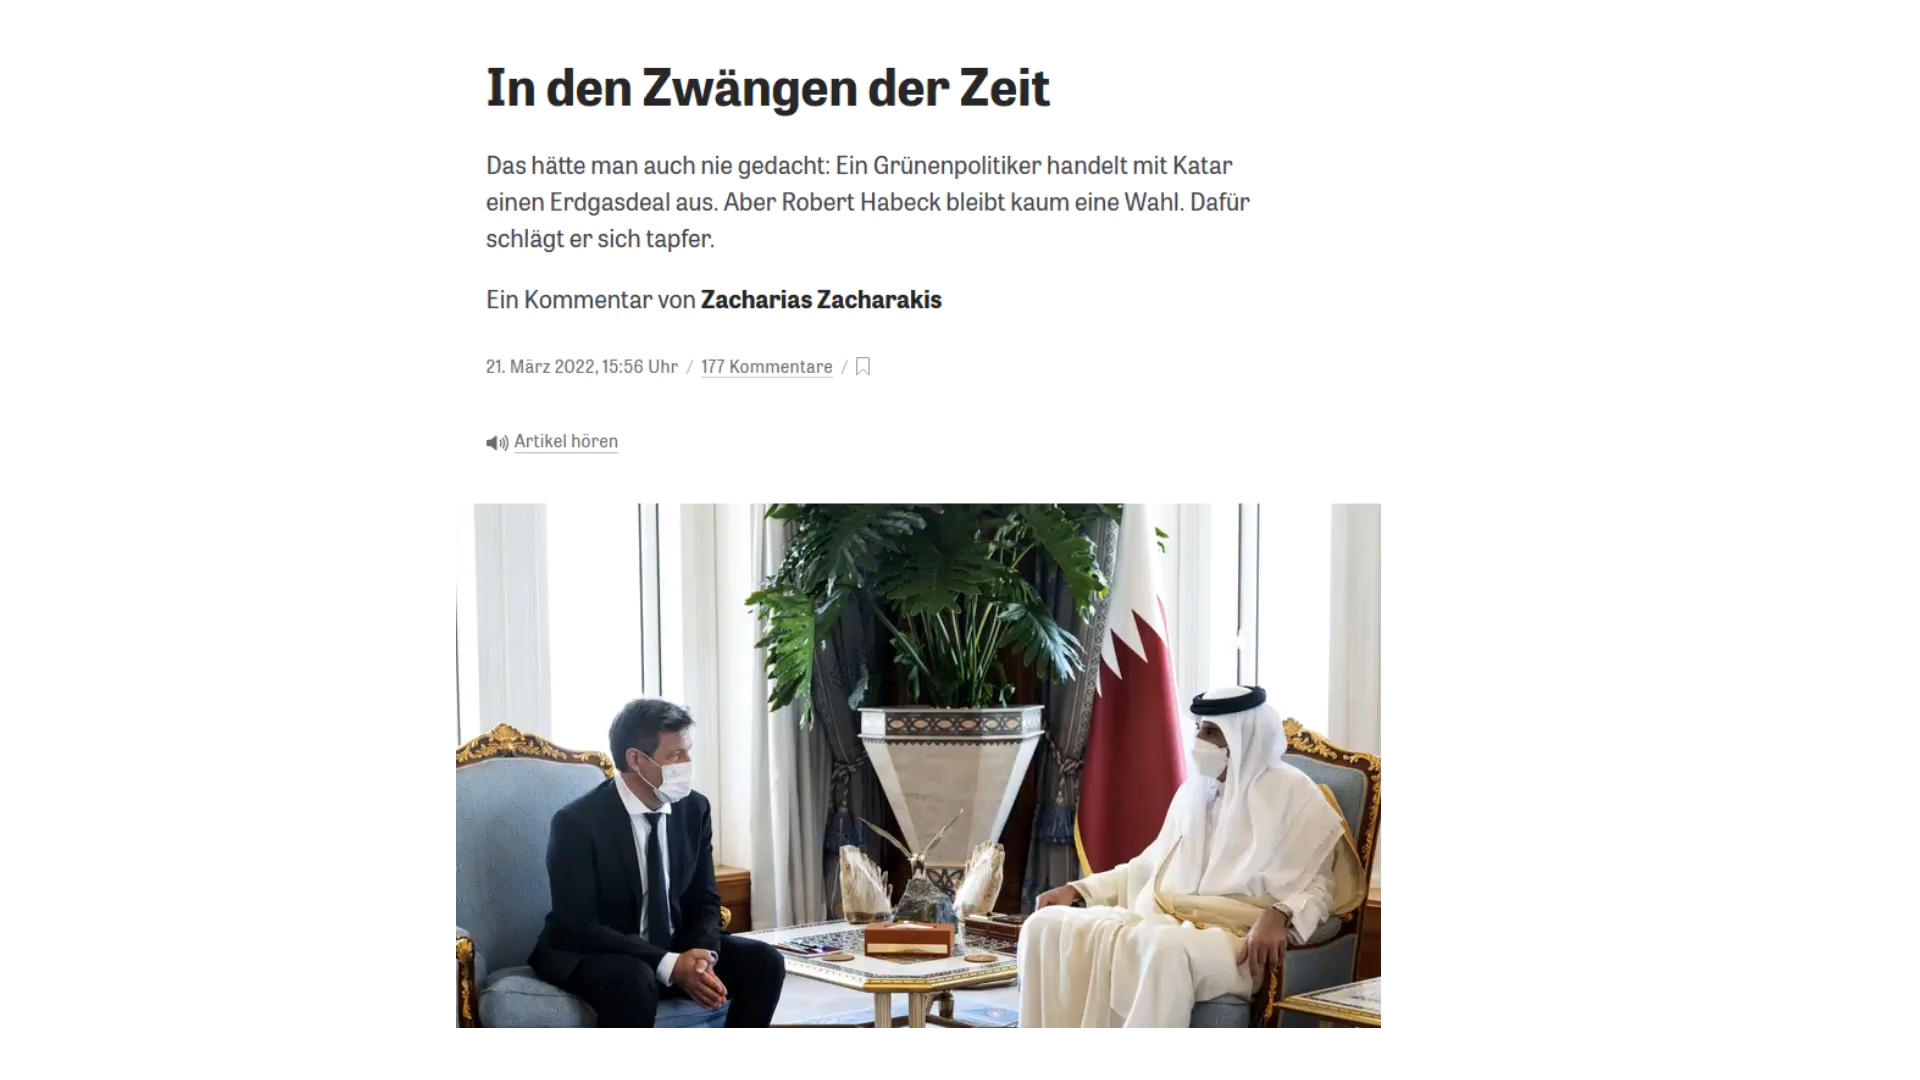 In den Zwängen der Zeit
Das hätte man auch nie gedacht: Ein Grünenpolitiker handelt mit Katar
einen Erdgasdeal aus. Aber Robert Habeck bleibt kaum eine Wahl. Dafür
schlägt er sich tapfer.
Ein Kommentar von Zacharias Zacharakis
21. März 2022, 15:56 Uhr / 177 Kommentare /
Artikel hören